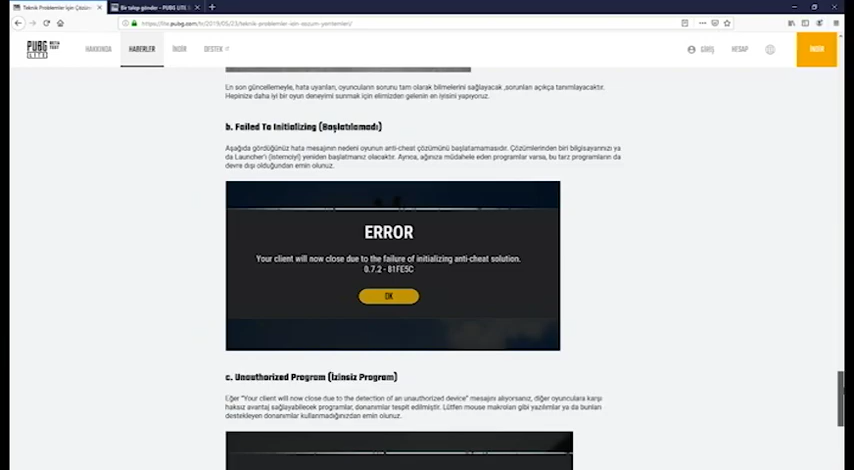 Teknik Problemler İçin Çözüm
Bir talep gönder - PUBG LITE
https://lite.pubg.com/tr/2019/05/23/teknik-problemler-icin-cozum-yontemleri/
PUBG LITE BETA TEST
HAKKINDA HABERLER İNDİR DESTEK GİRİŞ HESAP İNDİR
En son güncellemeyle, hata uyarıları, oyuncuların sorunu tam olarak bilmelerini sağlayacak ,sorunları açıkça tanımlayacaktır.
Hepinize daha iyi bir oyun deneyimi sunmak için elimizden gelenin en iyisini yapıyoruz.
b. Failed To Initializing (Başlatılamadı)
Aşağıda gördüğünüz hata mesajının nedeni oyunun anti-cheat çözümünü başlatamamasıdır. Çözümlerinden biri bilgisayarınızı ya
da Launcher'i (istemciyi) yeniden başlatmanız olacaktır. Ayrıca, ağınıza müdahele eden programlar varsa, bu tarz programların da
devre dışı olduğundan emin olunuz.
ERROR
Your client will now close due to the failure of initializing anti-cheat solution.
0.7.2 - 81FE5C
OK
c. Unauthorized Program (İzinsiz Program)
Eğer "Your client will now close due to the detection of an unauthorized device" mesajını alıyorsanız, diğer oyunculara karşı
haksız avantaj sağlayabilecek programlar, donanımlar tespit edilmiştir. Lütfen mouse makroları gibi yazılımlar ya da bunları
destekleyen donanımlar kullanmadığınızdan emin olunuz.